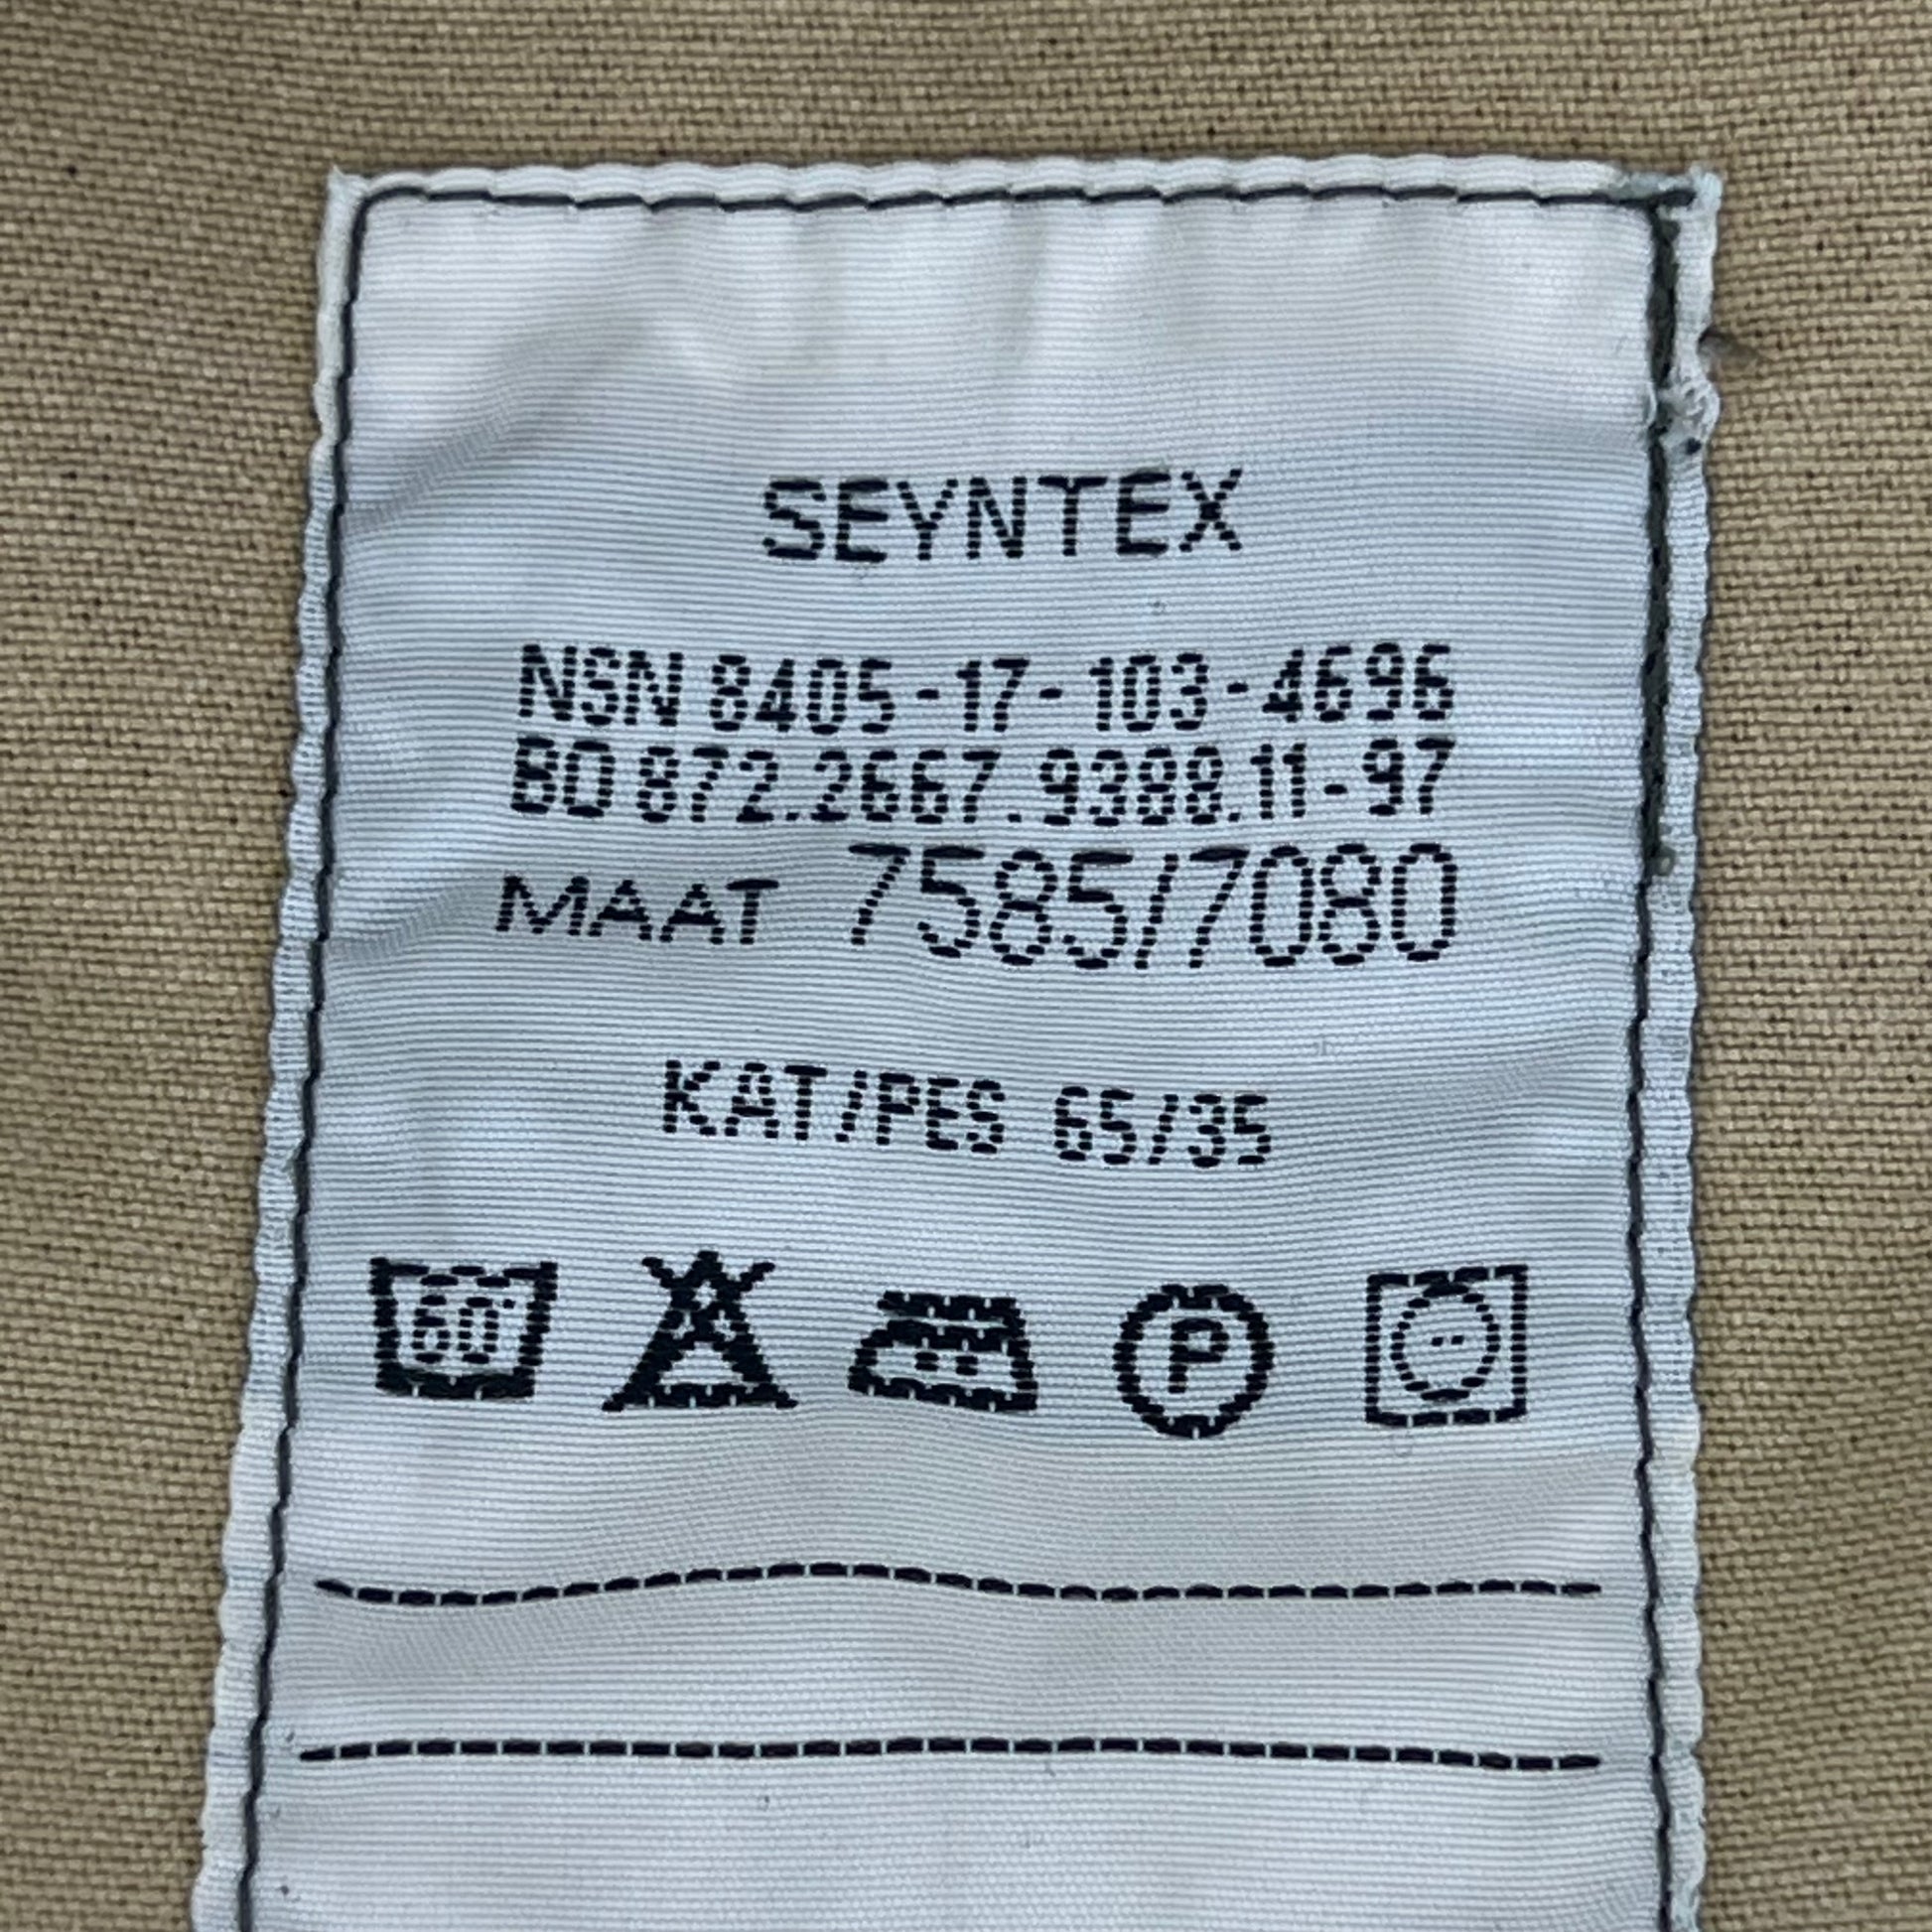 SEYNTEX
NSN 8405-17-103-4696
BO 872.2667.9388.11-97
MAAT 7585/7080
KAT/PES 65/35
60° P